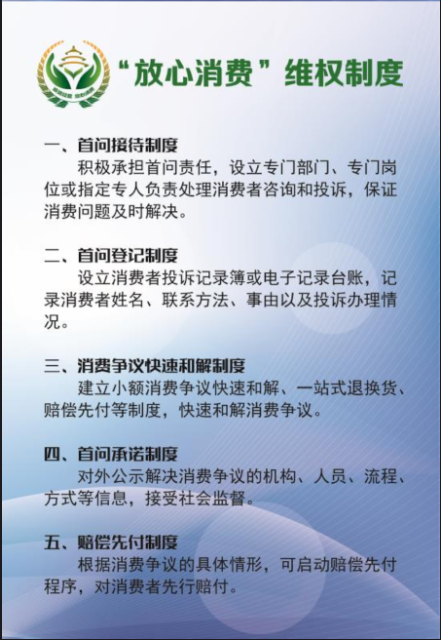 “放心消费”维权制度
一、首问接待制度
积极承担首问责任，设立专门部门、专门岗
位或指定专人负责处理消费者咨询和投诉，保证
消费问题及时解决。
二、首问登记制度
设立消费者投诉记录簿或电子记录台账，记
录消费者姓名、联系方法、事由以及投诉办理情
况。
三、消费争议快速和解制度
建立小额消费争议快速和解、一站式退换货、
赔偿先付等制度，快速和解消费争议。
四、首问承诺制度
对外公示解决消费争议的机构、人员、流程、
方式等信息，接受社会监督。
五、赔偿先付制度
根据消费争议的具体情形，可启动赔偿先付
程序，对消费者先行赔付。